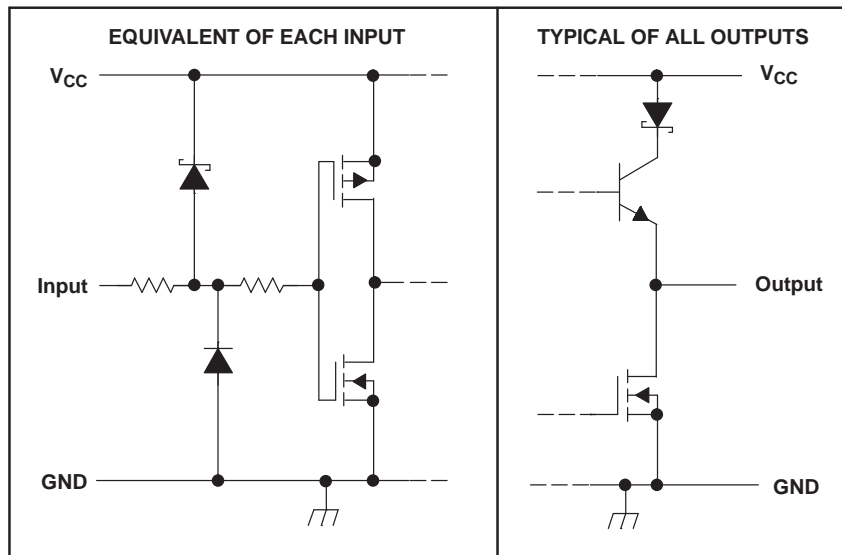 EQUIVALENT OF EACH INPUT
VCC
Input
GND
TYPICAL OF ALL OUTPUTS
VCC
Output
GND